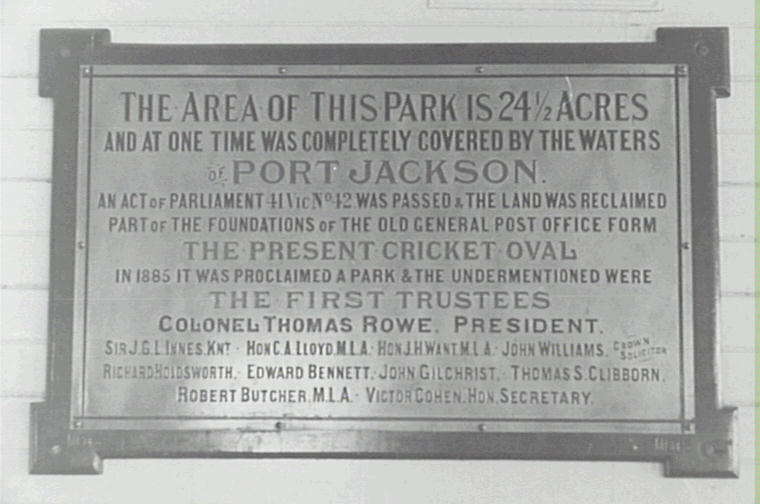 THE AREA OF THIS PARK IS 24½ ACRES
AND AT ONE TIME WAS COMPLETELY COVERED BY THE WATERS
OF PORT JACKSON.
AN ACT OF PARLIAMENT 41 VIC No 42. WAS PASSED & THE LAND WAS RECLAIMED
PART OF THE FOUNDATIONS OF THE OLD GENERAL POST OFFICE FORM
THE PRESENT CRICKET OVAL
IN 1885 IT WAS PROCLAIMED A PARK & THE UNDERMENTIONED WERE
THE FIRST TRUSTEES
COLONEL THOMAS ROWE, PRESIDENT.
SIR J.G.L. INNES, KNT · HON C.A. LLOYD, M.L.A. · HON J.H. WANT, M.L.A. · JOHN WILLIAMS, CROWN SOLICITOR
RICHARD HOLDSWORTH, · EDWARD BENNETT, · JOHN GILCHRIST, · THOMAS S. CLIBBORN,
ROBERT BUTCHER, M.L.A. · VICTOR COHEN, HON. SECRETARY.